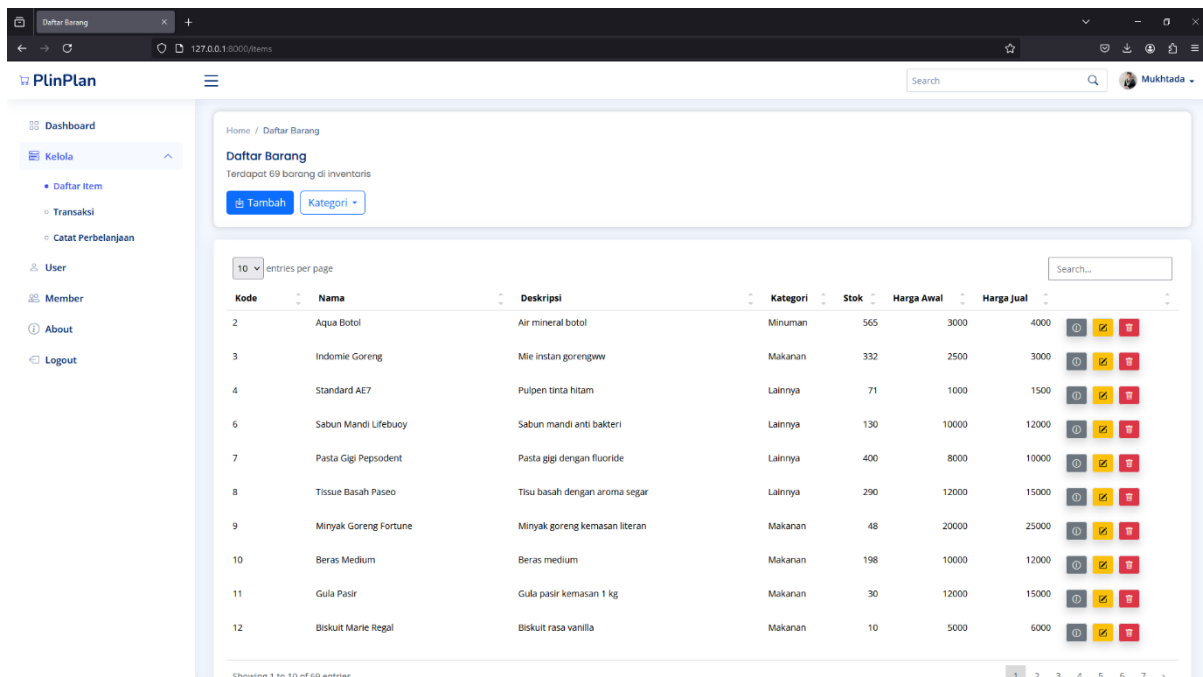 Daftar Barang
127.0.0.1:8000/items
PlinPlan
Search
Mukhtada
Dashboard
Kelola
Daftar Item
Transaksi
Catat Perbelanjaan
User
Member
About
Logout
Home / Daftar Barang
Daftar Barang
Terdapat 69 barang di inventaris
Tambah Kategori
10 entries per page Search...
Kode Nama Deskripsi Kategori Stok Harga Awal Harga Jual
2 Aqua Botol Air mineral botol Minuman 565 3000 4000
3 Indomie Goreng Mie instan gorengww Makanan 332 2500 3000
4 Standard AE7 Pulpen tinta hitam Lainnya 71 1000 1500
6 Sabun Mandi Lifebuoy Sabun mandi anti bakteri Lainnya 130 10000 12000
7 Pasta Gigi Pepsodent Pasta gigi dengan fluoride Lainnya 400 8000 10000
8 Tissue Basah Paseo Tisu basah dengan aroma segar Lainnya 290 12000 15000
9 Minyak Goreng Fortune Minyak goreng kemasan literan Makanan 48 20000 25000
10 Beras Medium Beras medium Makanan 198 10000 12000
11 Gula Pasir Gula pasir kemasan 1 kg Makanan 30 12000 15000
12 Biskuit Marie Regal Biskuit rasa vanilla Makanan 10 5000 6000
Showing 1 to 10 of 69 entries 1 2 3 4 5 6 7 ›